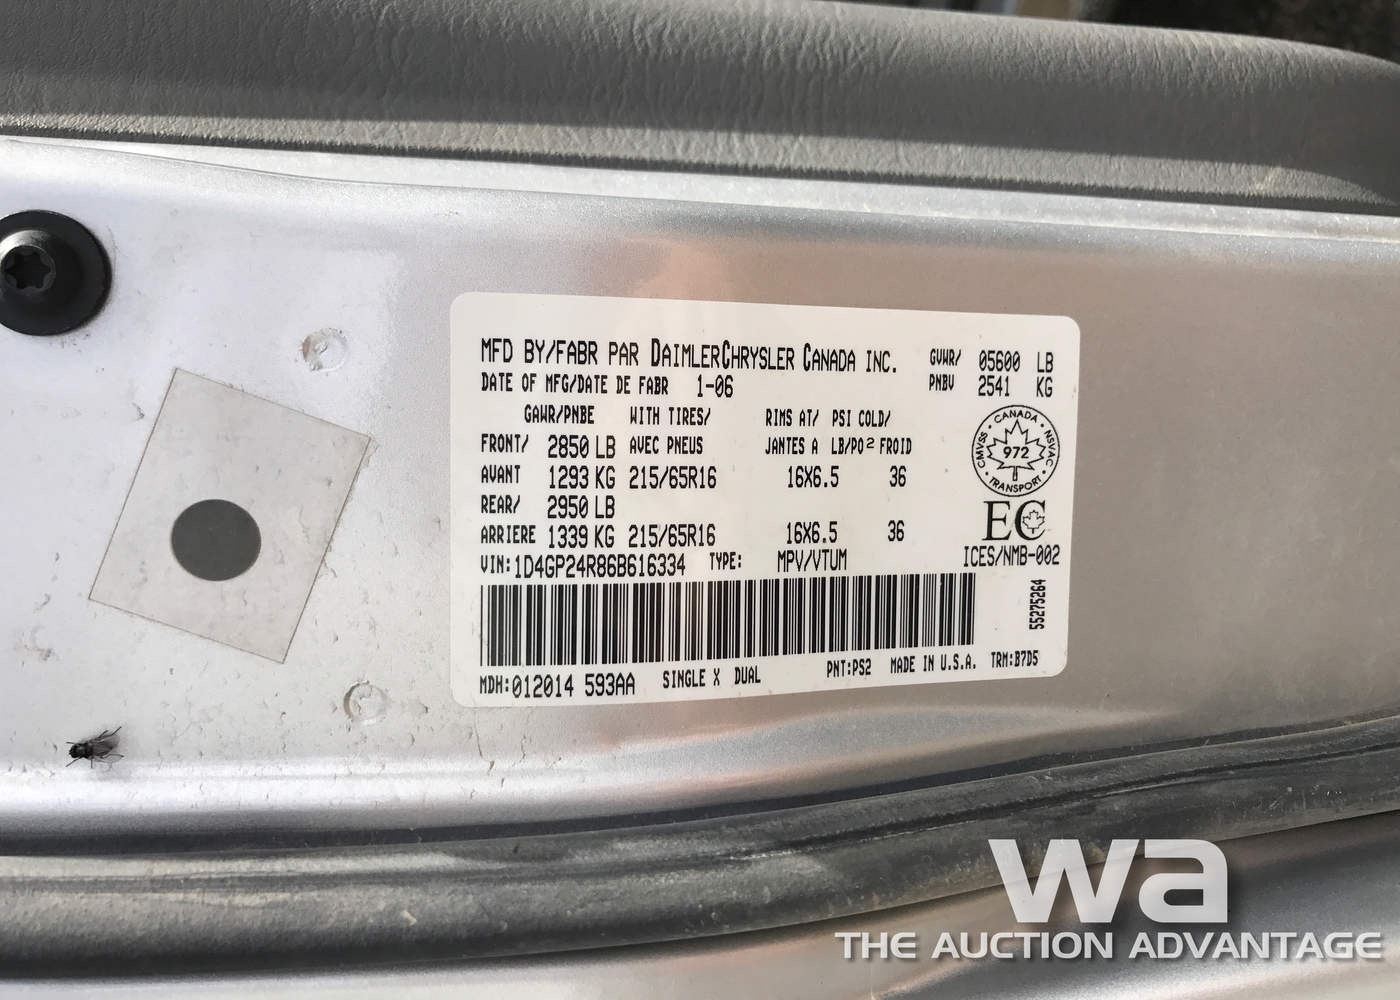 MFD BY/FABR PAR DAIMLERCHRYSLER CANADA INC. GVWR/ 05600 LB
DATE OF MFG/DATE DE FABR 1-06 PNBV 2541 KG
GAWR/PNBE WITH TIRES/ RIMS AT/ PSI COLD/
FRONT/ 2850 LB AVEC PNEUS JANTES A LB/PO² FROID
AVANT 1293 KG 215/65R16 16X6.5 36
REAR/ 2950 LB
ARRIERE 1339 KG 215/65R16 16X6.5 36
CANADA
CMVSS • NSVAC
972
TRANSPORT
EC
ICES/NMB-002
VIN:1D4GP24R86B616334 TYPE: MPV/VTUM
55275264
MDH:012014 593AA SINGLE X DUAL PNT:PS2 MADE IN U.S.A. TRM:B7D5
wa
THE AUCTION ADVANTAGE